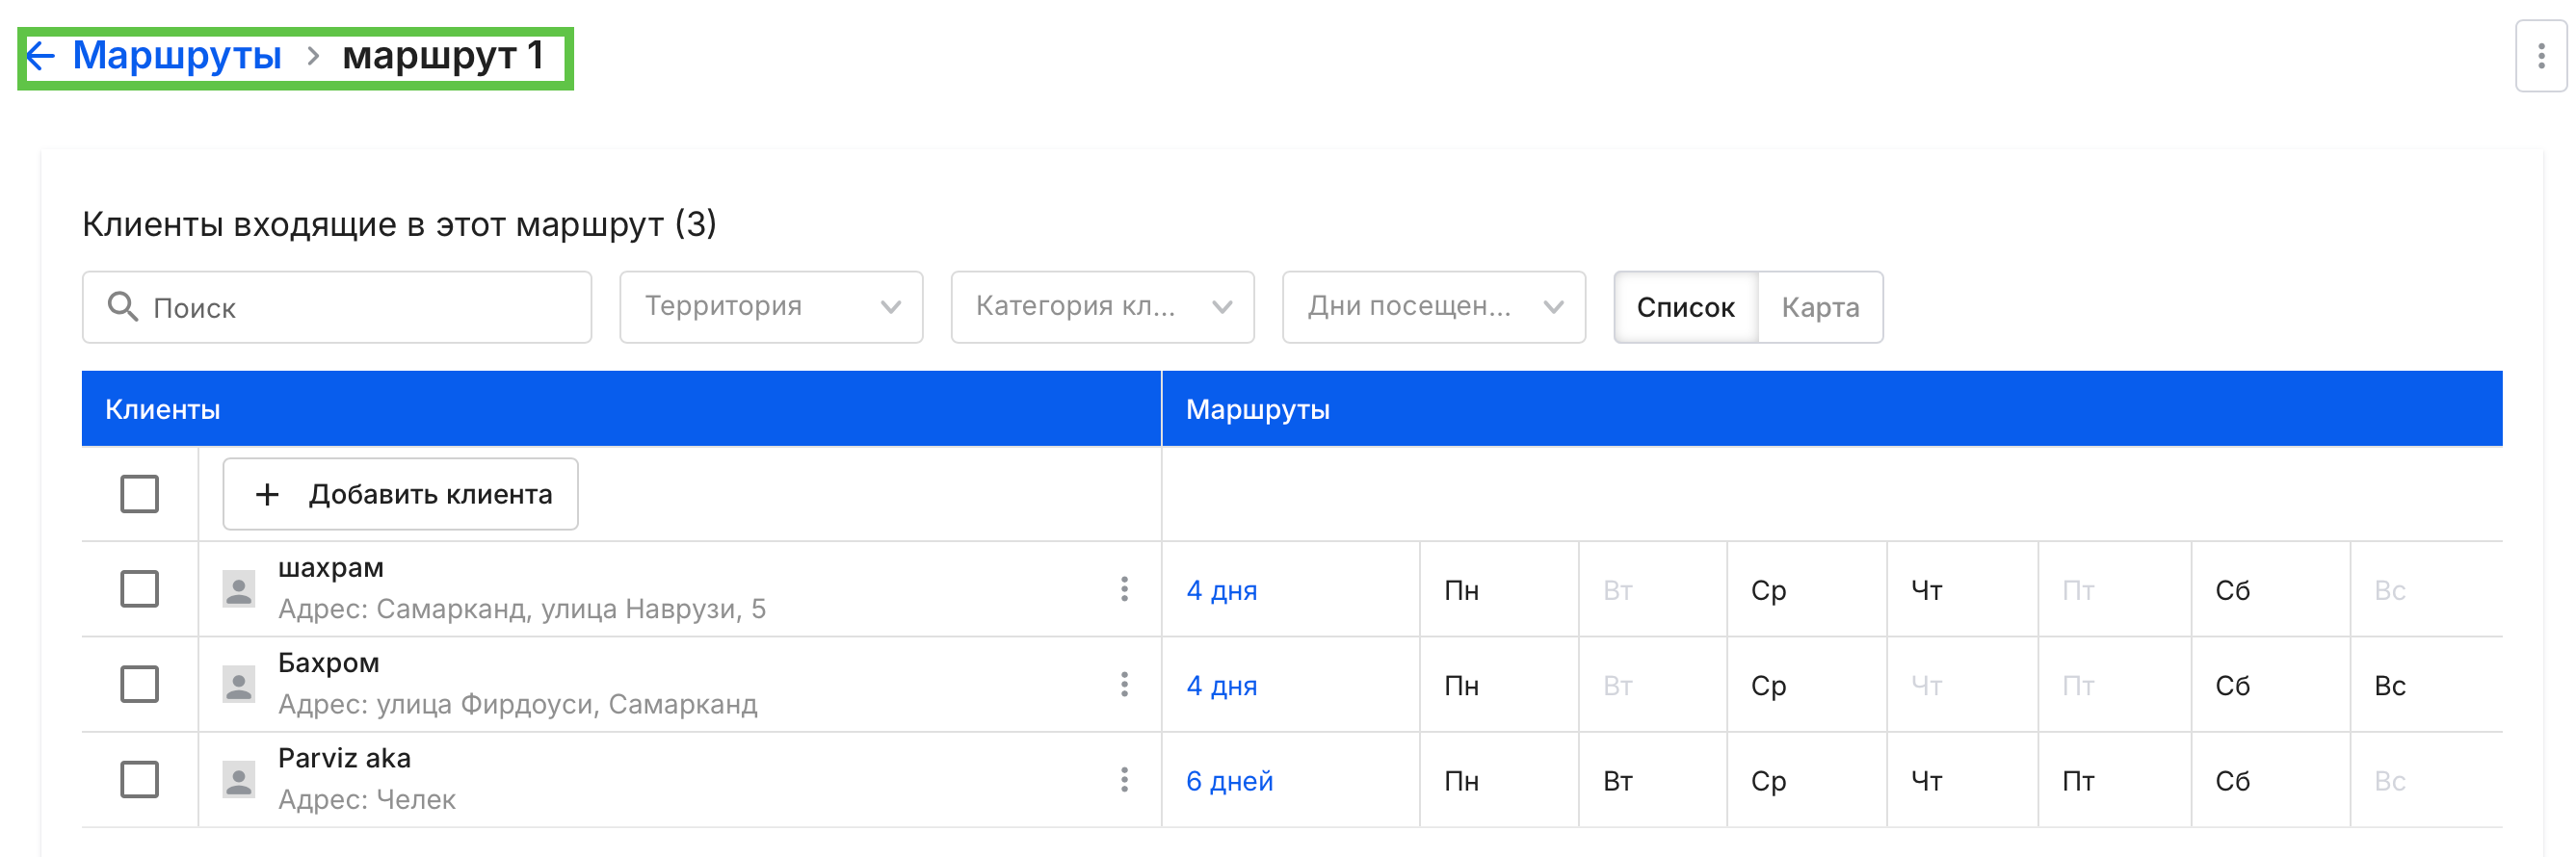 Маршруты > маршрут 1
Клиенты входящие в этот маршрут (3)
Поиск Территория Категория кл... Дни посещен... Список Карта
Клиенты Маршруты
+ Добавить клиента
шахрам
Адрес: Самарканд, улица Наврузи, 5
4 дня Пн Вт Ср Чт Пт Сб Вс
Бахром
Адрес: улица Фирдоуси, Самарканд
4 дня Пн Вт Ср Чт Пт Сб Вс
Parviz aka
Адрес: Челек
6 дней Пн Вт Ср Чт Пт Сб Вс